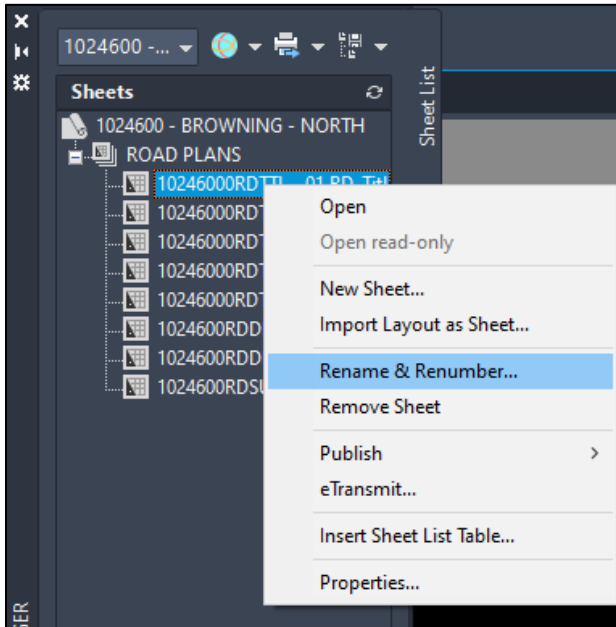 1024600 -...
Sheets
Sheet List
1024600 - BROWNING - NORTH
ROAD PLANS
10246000RDTTL - 01 RD_Titl
10246000RDT
10246000RDT
10246000RDT
10246000RDT
1024600RDD
1024600RDD
1024600RDSU
Open
Open read-only
New Sheet...
Import Layout as Sheet...
Rename & Renumber...
Remove Sheet
Publish
eTransmit...
Insert Sheet List Table...
Properties...
GER